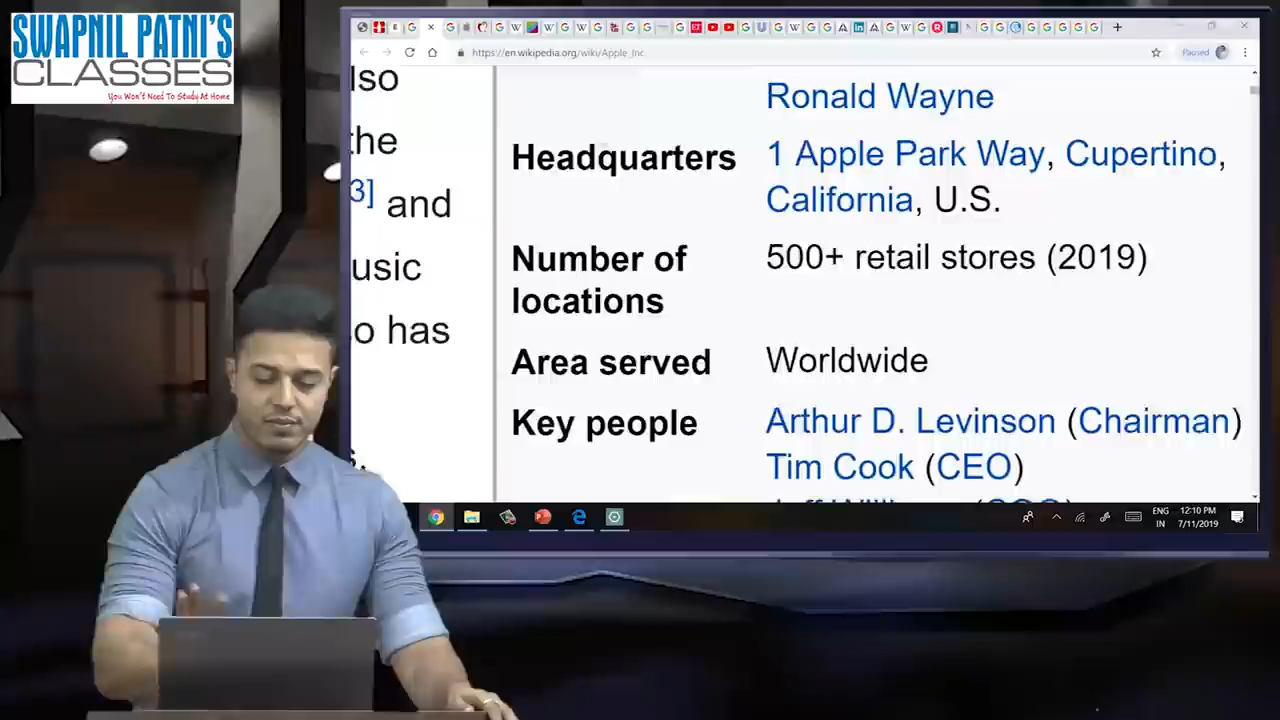 SWAPNIL PATNI'S
CLASSES
You Won't Need To Study At Home
https://en.wikipedia.org/wiki/Apple_Inc.
Paused
lso
the
3] and
usic
o has
s.
Ronald Wayne
Headquarters
1 Apple Park Way, Cupertino,
California, U.S.
Number of
locations
500+ retail stores (2019)
Area served
Worldwide
Key people
Arthur D. Levinson (Chairman)
Tim Cook (CEO)
ENG
IN
12:10 PM
7/11/2019